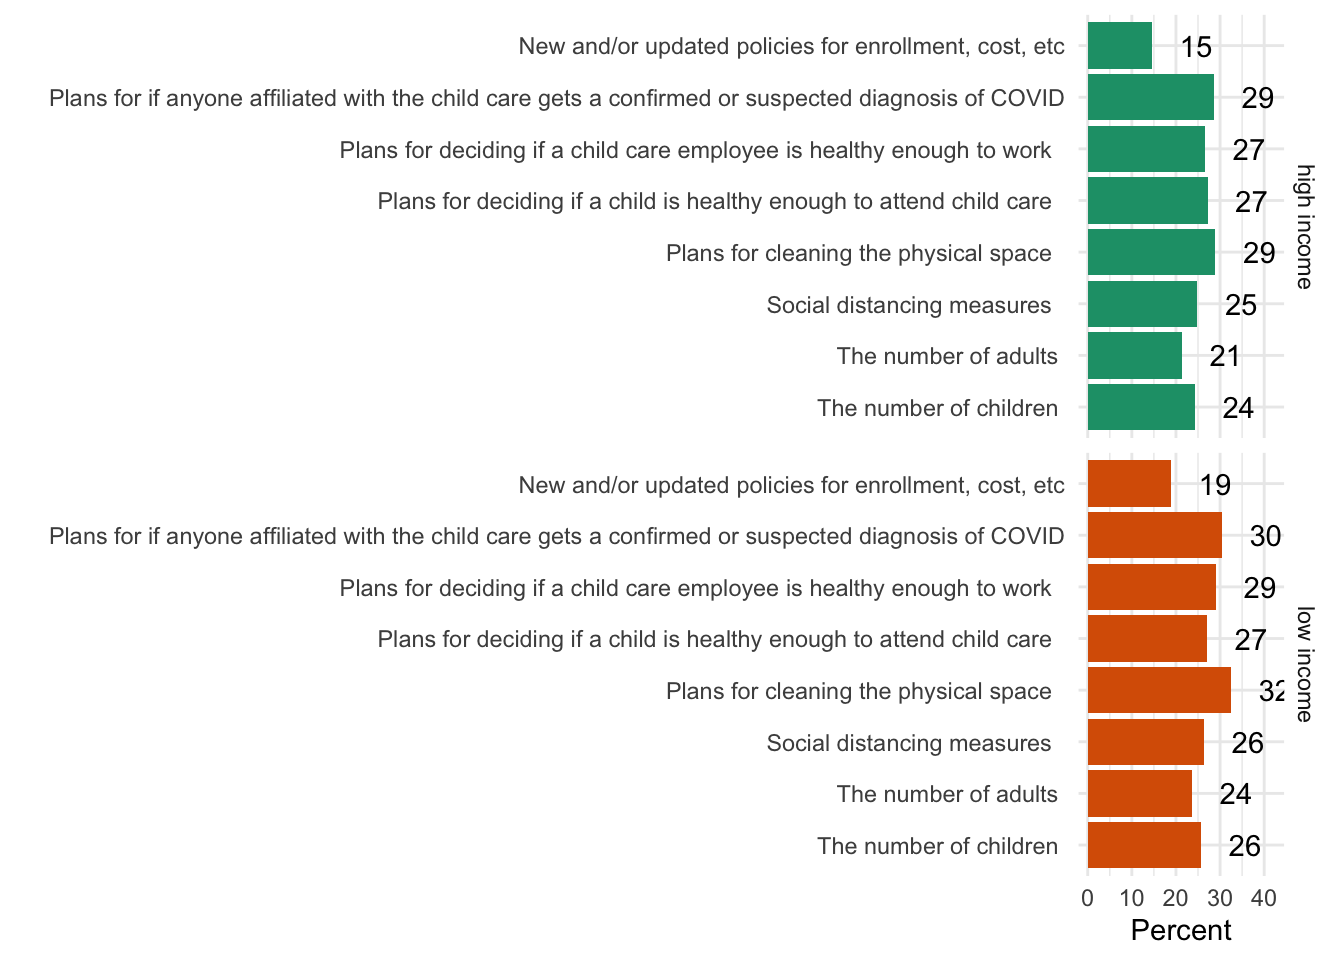 New and/or updated policies for enrollment, cost, etc 15
Plans for if anyone affiliated with the child care gets a confirmed or suspected diagnosis of COVID 29
Plans for deciding if a child care employee is healthy enough to work 27
Plans for deciding if a child is healthy enough to attend child care 27
Plans for cleaning the physical space 29
Social distancing measures 25
The number of adults 21
The number of children 24
high income
New and/or updated policies for enrollment, cost, etc 19
Plans for if anyone affiliated with the child care gets a confirmed or suspected diagnosis of COVID 30
Plans for deciding if a child care employee is healthy enough to work 29
Plans for deciding if a child is healthy enough to attend child care 27
Plans for cleaning the physical space 32
Social distancing measures 26
The number of adults 24
The number of children 26
low income
0 10 20 30 40
Percent